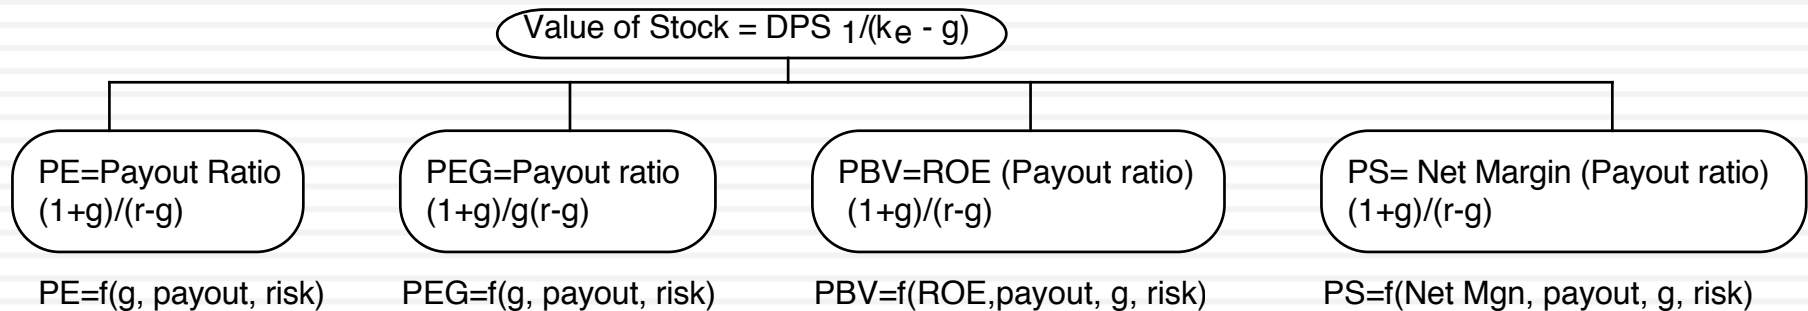 Value of Stock = DPS 1/(ke - g)
PE=Payout Ratio
(1+g)/(r-g)
PEG=Payout ratio
(1+g)/g(r-g)
PBV=ROE (Payout ratio)
(1+g)/(r-g)
PS= Net Margin (Payout ratio)
(1+g)/(r-g)
PE=f(g, payout, risk)
PEG=f(g, payout, risk)
PBV=f(ROE,payout, g, risk)
PS=f(Net Mgn, payout, g, risk)